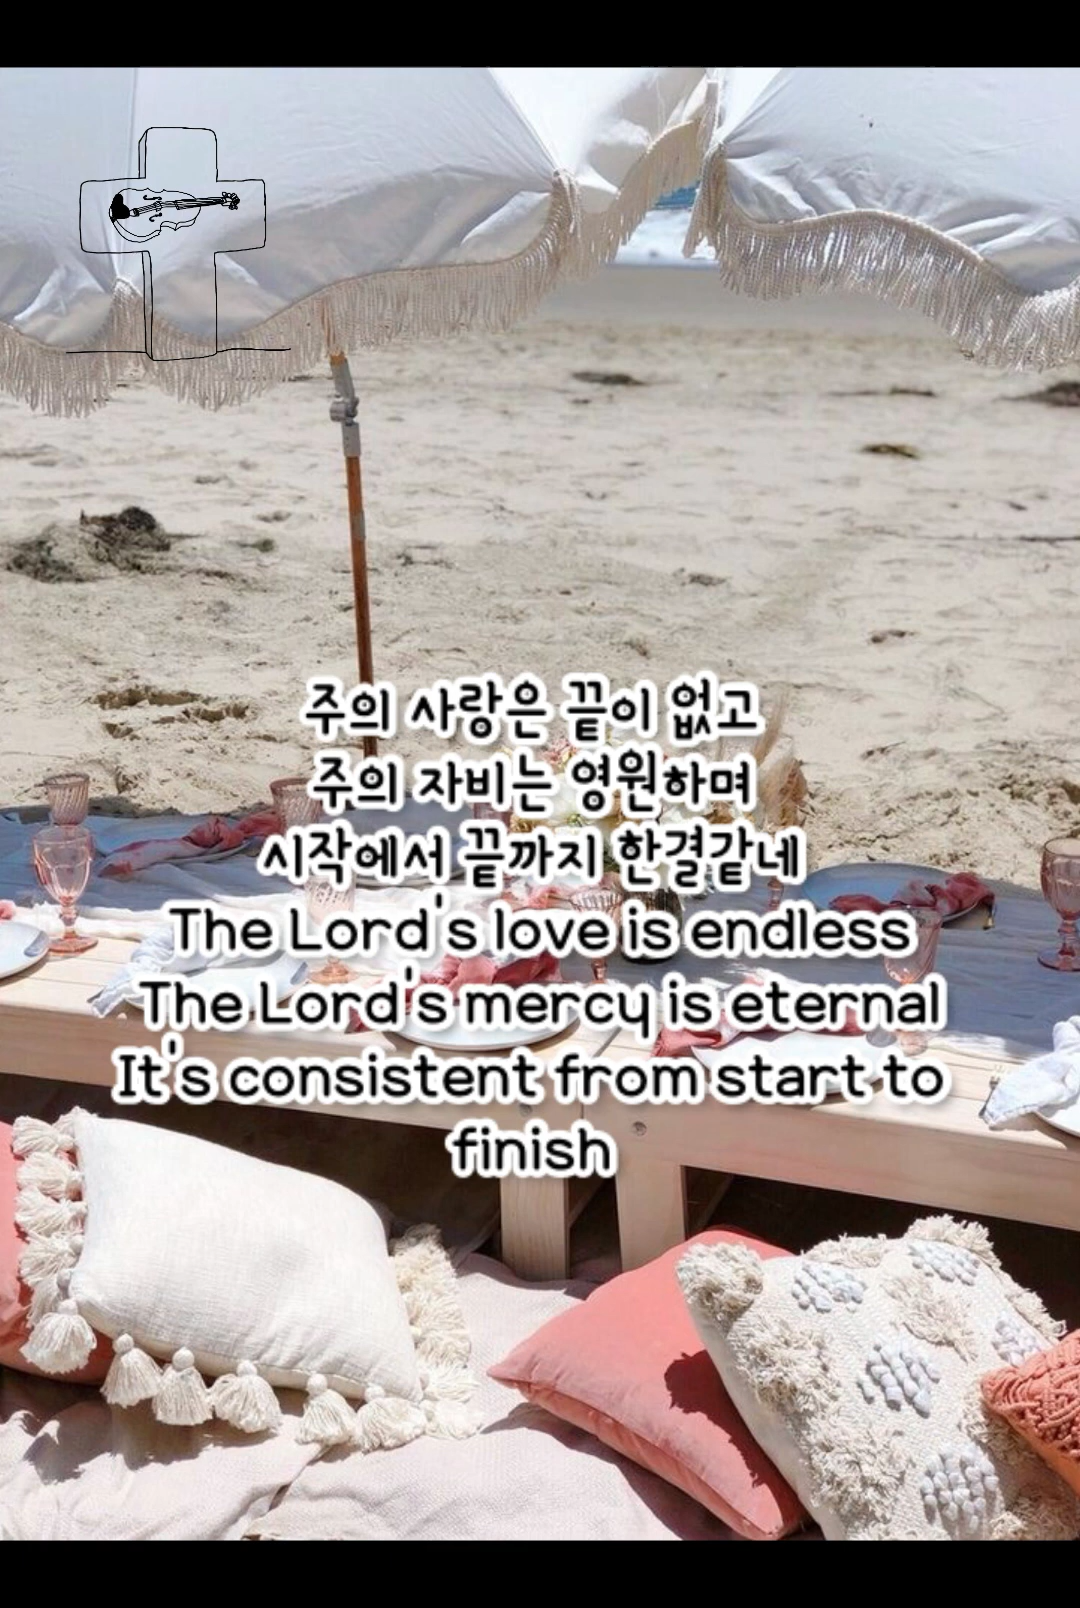 주의 사랑은 끝이 없고
주의 자비는 영원하며
시작에서 끝까지 한결같네
The Lord's love is endless
The Lord's mercy is eternal
It's consistent from start to
finish